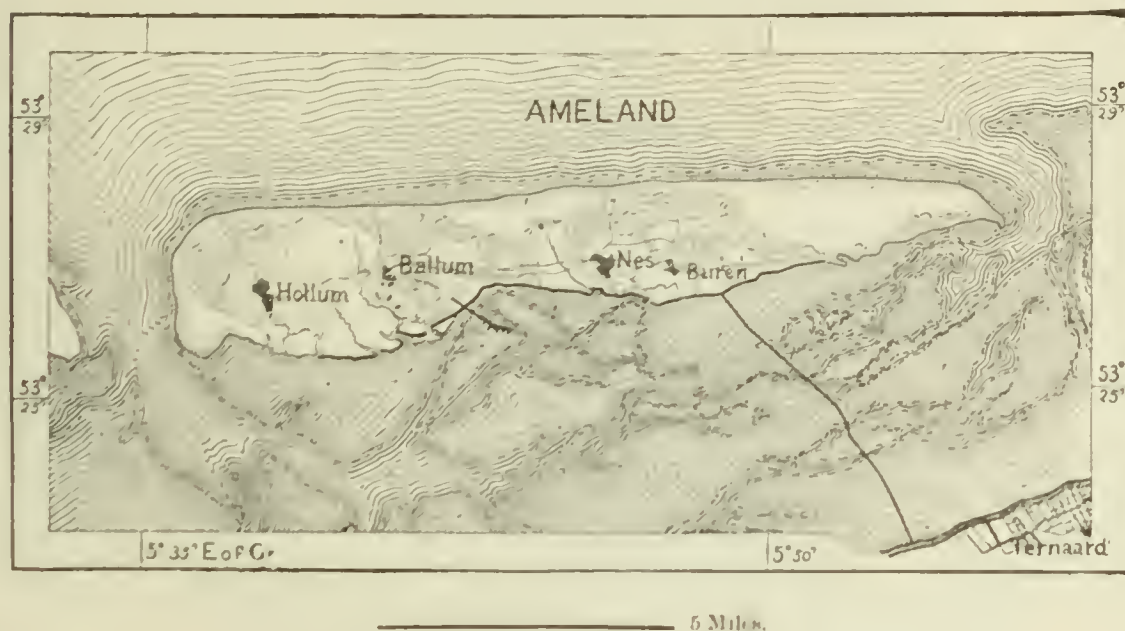 AMELAND
53°
29'
53°
29'
Ballum
Nes
Buren
Hollum
53°
25'
53°
25'
5° 35' E of Gr.
5° 50'
Ternaard
5 Miles.